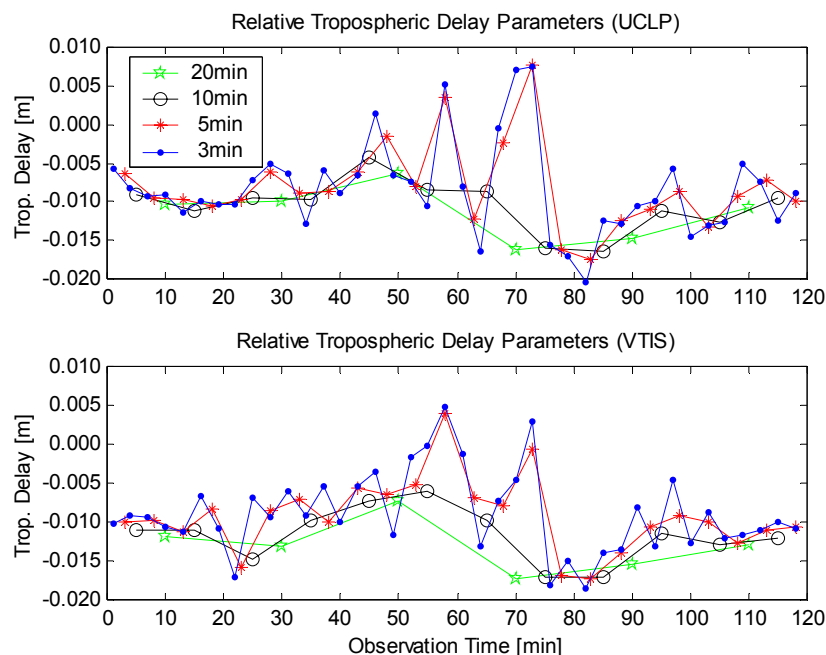 Relative Tropospheric Delay Parameters (UCLP)
0.010
0.005
0.000
-0.005
-0.010
-0.015
-0.020
Trop. Delay [m]
20min
10min
5min
3min
0 10 20 30 40 50 60 70 80 90 100 110 120
Relative Tropospheric Delay Parameters (VTIS)
0.010
0.005
0.000
-0.005
-0.010
-0.015
-0.020
Trop. Delay [m]
0 10 20 30 40 50 60 70 80 90 100 110 120
Observation Time [min]